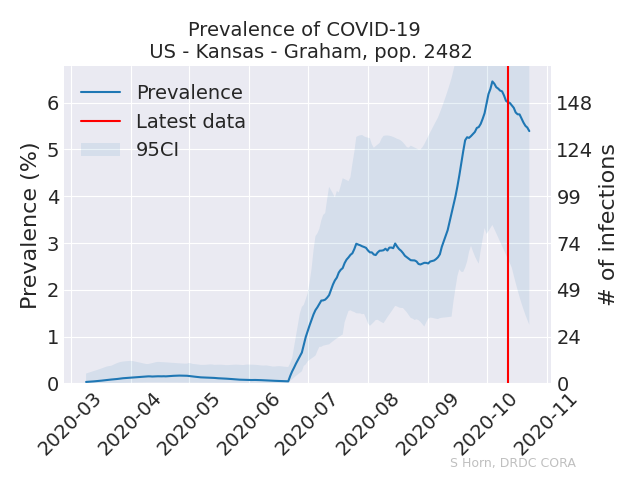 Prevalence of COVID-19
US - Kansas - Graham, pop. 2482
Prevalence
Latest data
95CI
Prevalence (%)
6
5
4
3
2
1
0
148
124
99
74
49
24
0
# of infections
2020-03
2020-04
2020-05
2020-06
2020-07
2020-08
2020-09
2020-10
2020-11
S Horn, DRDC CORA